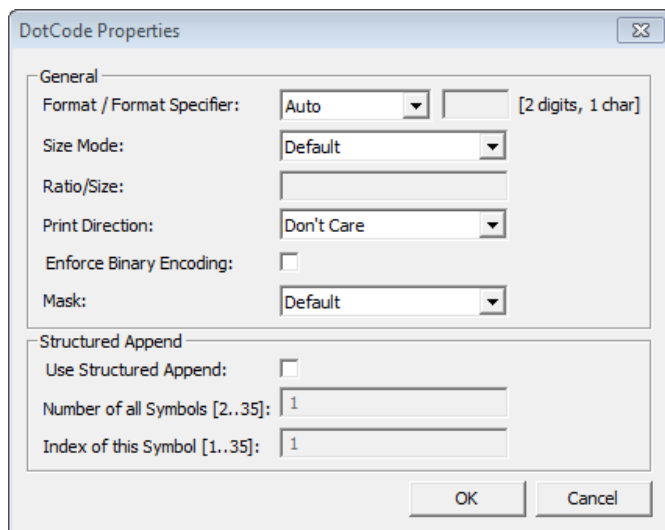 DotCode Properties
General
Format / Format Specifier: Auto [2 digits, 1 char]
Size Mode: Default
Ratio/Size:
Print Direction: Don't Care
Enforce Binary Encoding:
Mask: Default
Structured Append
Use Structured Append:
Number of all Symbols [2..35]: 1
Index of this Symbol [1..35]: 1
OK Cancel